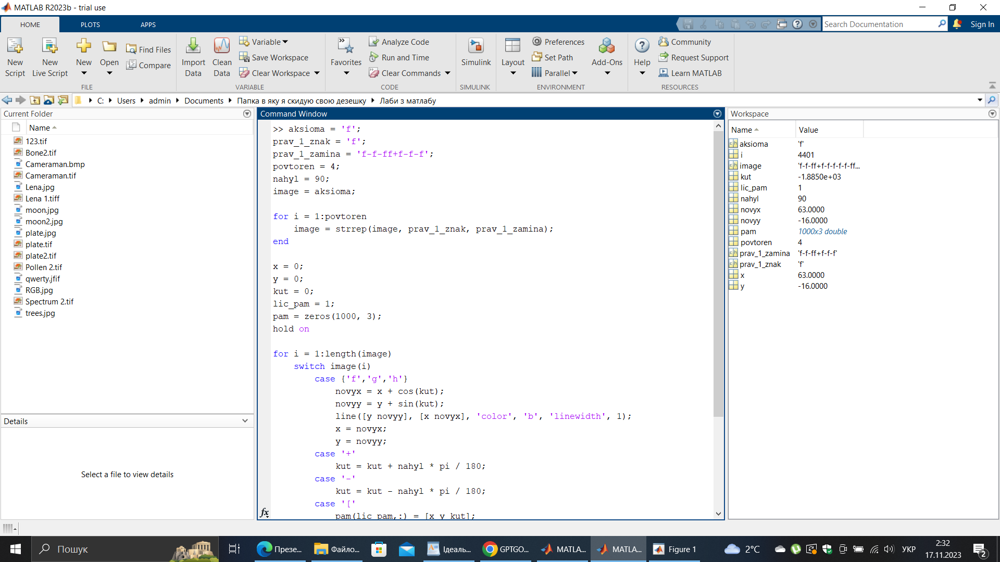 MATLAB R2023b - trial use
HOME PLOTS APPS
Search Documentation
Sign In
New Script
New Live Script
New
Open
Find Files
Compare
FILE
Import Data
Clean Data
Variable
Save Workspace
Clear Workspace
VARIABLE
Favorites
Analyze Code
Run and Time
Clear Commands
CODE
Simulink
SIMULINK
Layout
Preferences
Set Path
Parallel
Add-Ons
ENVIRONMENT
Help
Community
Request Support
Learn MATLAB
RESOURCES
C: Users admin Documents Папка в яку я скидую свою дезешку Лаби з матлабу
Current Folder
Name
123.tif
Bone2.tif
Cameraman.bmp
Cameraman.tif
Lena.jpg
Lena 1.tiff
moon.jpg
moon2.jpg
plate.jpg
plate.tif
plate2.tif
Pollen 2.tif
qwerty.jfif
RGB.jpg
Spectrum 2.tif
trees.jpg
Details
Select a file to view details
Command Window
>> aksioma = 'f';
prav_1_znak = 'f';
prav_1_zamina = 'f-f-ff+f-f-f';
povtoren = 4;
nahyl = 90;
image = aksioma;
for i = 1:povtoren
image = strrep(image, prav_1_znak, prav_1_zamina);
end
x = 0;
y = 0;
kut = 0;
lic_pam = 1;
pam = zeros(1000, 3);
hold on
for i = 1:length(image)
switch image(i)
case {'f','g','h'}
novyx = x + cos(kut);
novyy = y + sin(kut);
line([y novyy], [x novyx], 'color', 'b', 'linewidth', 1);
x = novyx;
y = novyy;
case '+'
kut = kut + nahyl * pi / 180;
case '-'
kut = kut - nahyl * pi / 180;
case '['
pam(lic_pam,:) = [x y kut];
fx
Workspace
Name Value
aksioma 'f'
i 4401
image 'f-f-ff+f-f-f-f-f-ff...
kut -1.8850e+03
lic_pam 1
nahyl 90
novyx 63.0000
novyy -16.0000
pam 1000x3 double
povtoren 4
prav_1_zamina 'f-f-ff+f-f-f'
prav_1_znak 'f'
x 63.0000
y -16.0000
Пошук
Презе...
Файло...
Ідеаль...
GPTGO...
MATLA...
MATLA...
Figure 1
2°C
УКР
2:32
17.11.2023
2